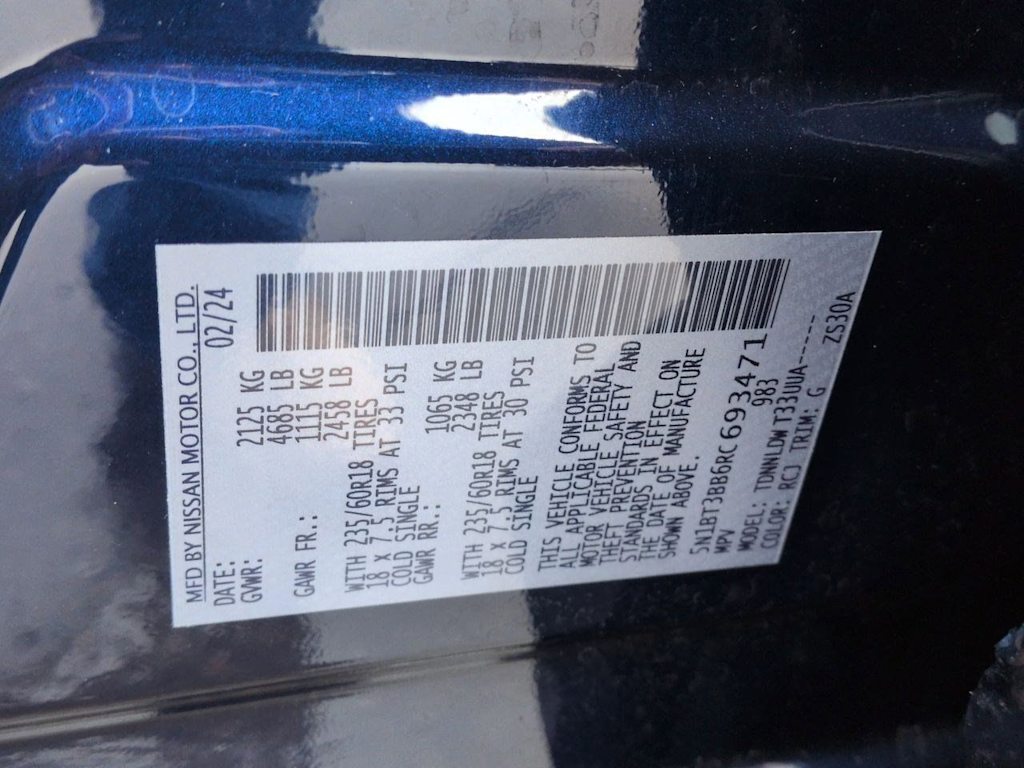 MFD BY NISSAN MOTOR CO., LTD.
DATE: 02/24
GVWR: 2125 KG
4685 LB
GAWR FR.: 1115 KG
2458 LB
WITH 235/60R18 TIRES
18 X 7.5 RIMS AT 33 PSI
COLD SINGLE
GAWR RR.: 1065 KG
2348 LB
WITH 235/60R18 TIRES
18 X 7.5 RIMS AT 30 PSI
COLD SINGLE
THIS VEHICLE CONFORMS TO
ALL APPLICABLE FEDERAL
MOTOR VEHICLE SAFETY AND
THEFT PREVENTION
STANDARDS IN EFFECT ON
THE DATE OF MANUFACTURE
SHOWN ABOVE.
5N1BT3BB6RC693471
MPV 983
MODEL: TDNNLDW T33UUA------
COLOR: RCJ TRIM: G ZS30A